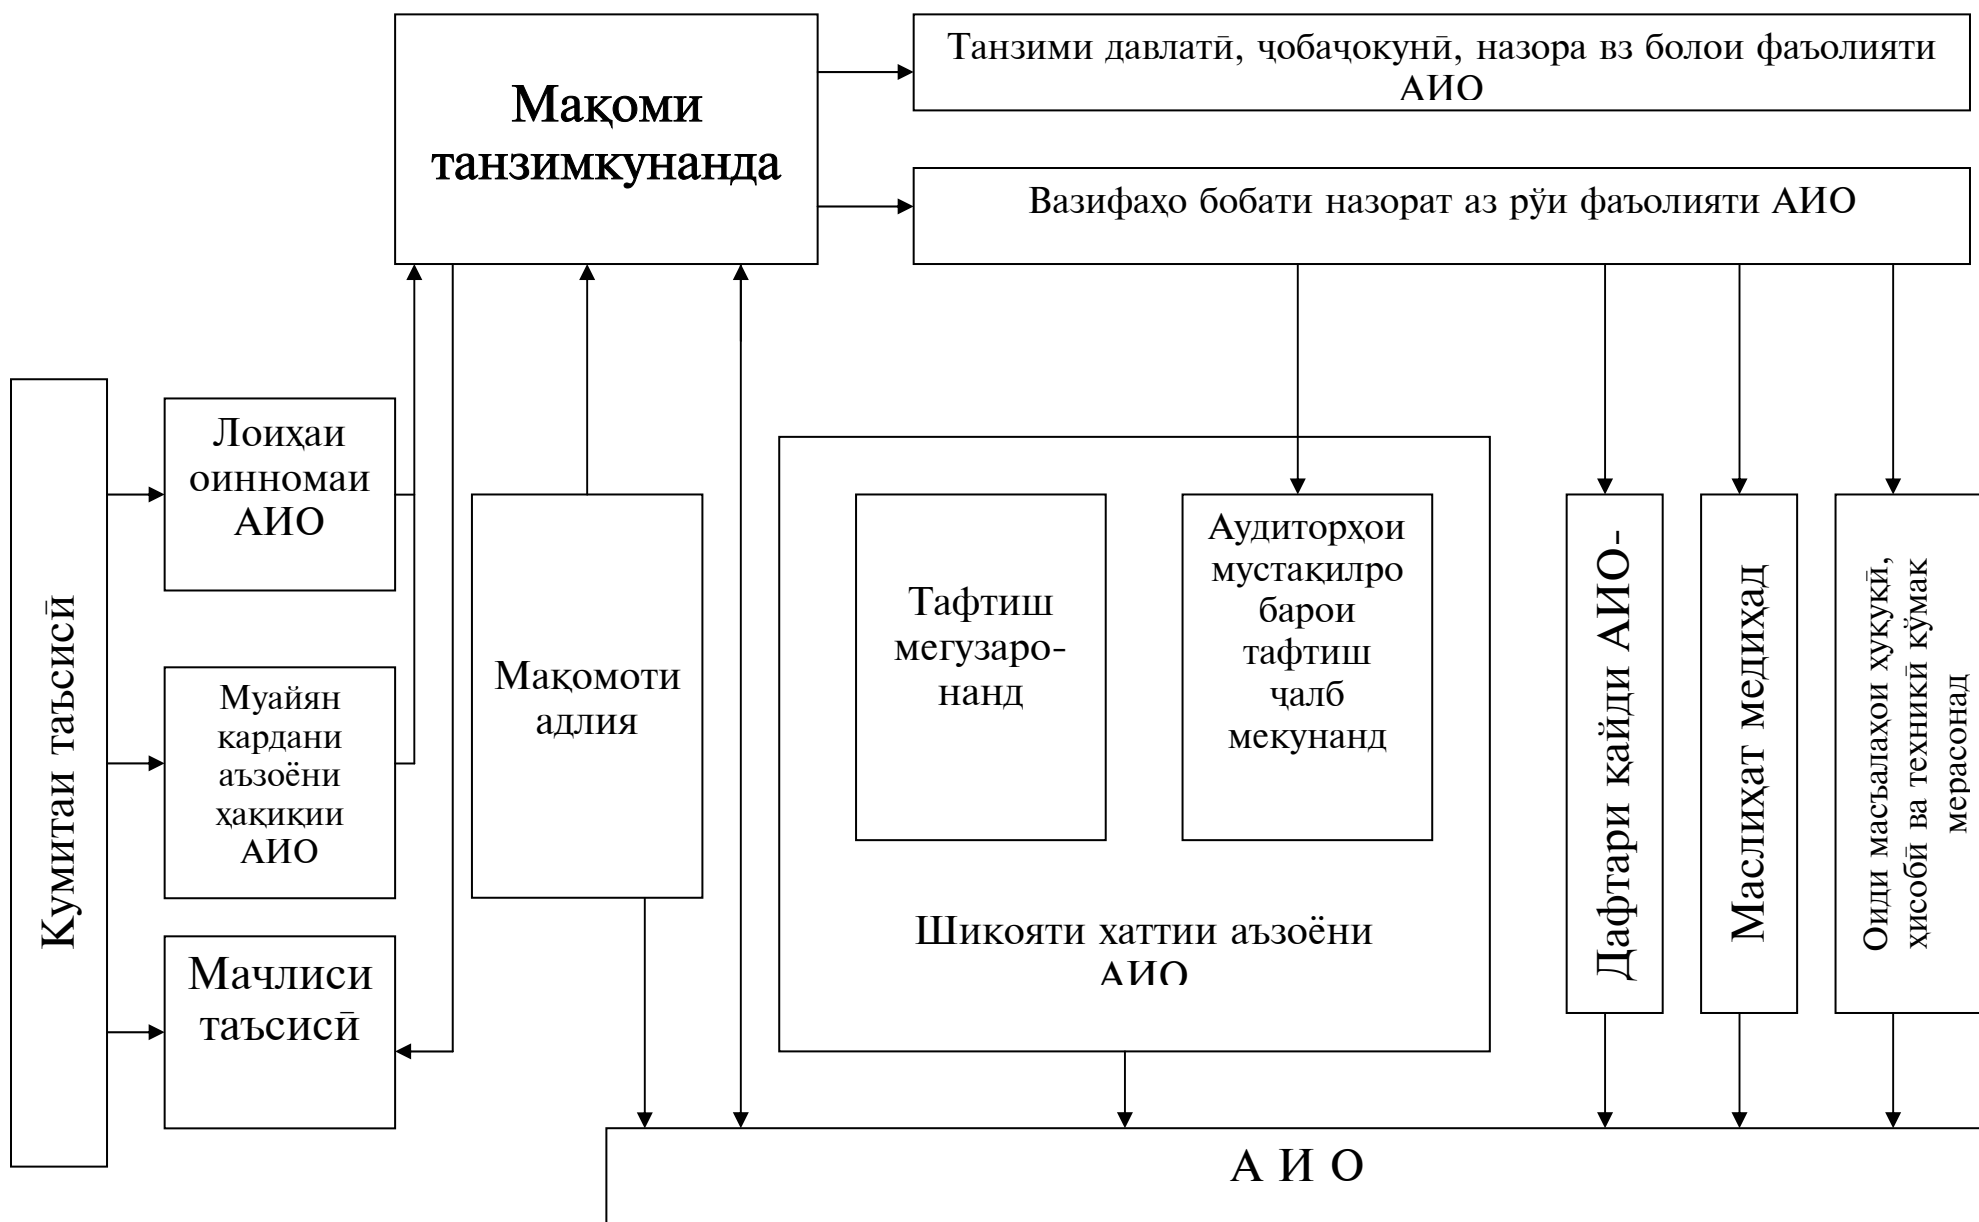 Танзими давлатӣ, ҷобаҷокунӣ, назора вз болои фаъолияти
АИО
Мақоми
танзимкунанда
Вазифаҳо бобати назорат аз рӯи фаъолияти АИО
Кумитаи таъсисӣ
Лоиҳаи
оинномаи
АИО
Муайян
кардани
аъзоёни
ҳақиқии
АИО
Маҷлиси
таъсисӣ
Мақомоти
адлия
Тафтиш
мегузаро-
нанд
Аудиторҳои
мустақилро
барои
тафтиш
ҷалб
мекунанд
Шикояти хаттии аъзоёни
АИО
Дафтари қайди АИО-
Маслиҳат медиҳад
Оиди масъалаҳои ҳуқуқӣ,
ҳисобӣ ва техникӣ кӯмак
мерасонад
А И О